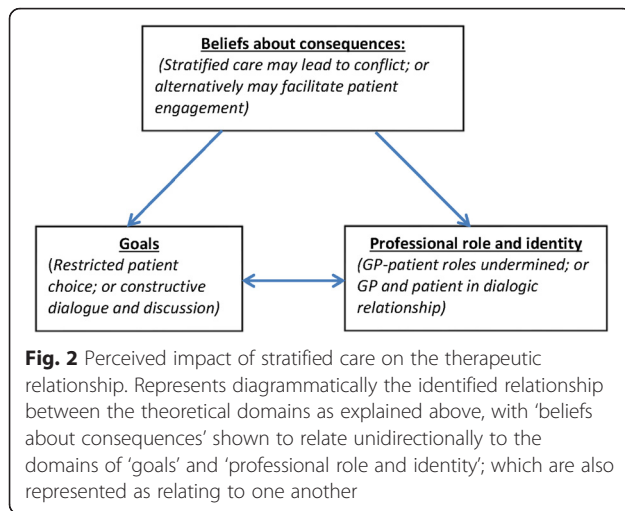 Beliefs about consequences:
(Stratified care may lead to conflict; or
alternatively may facilitate patient
engagement)
Goals
(Restricted patient
choice; or constructive
dialogue and discussion)
Professional role and identity
(GP-patient roles undermined; or
GP and patient in dialogic
relationship)
Fig. 2 Perceived impact of stratified care on the therapeutic
relationship. Represents diagrammatically the identified relationship
between the theoretical domains as explained above, with ‘beliefs
about consequences’ shown to relate unidirectionally to the
domains of ‘goals’ and ‘professional role and identity’; which are also
represented as relating to one another